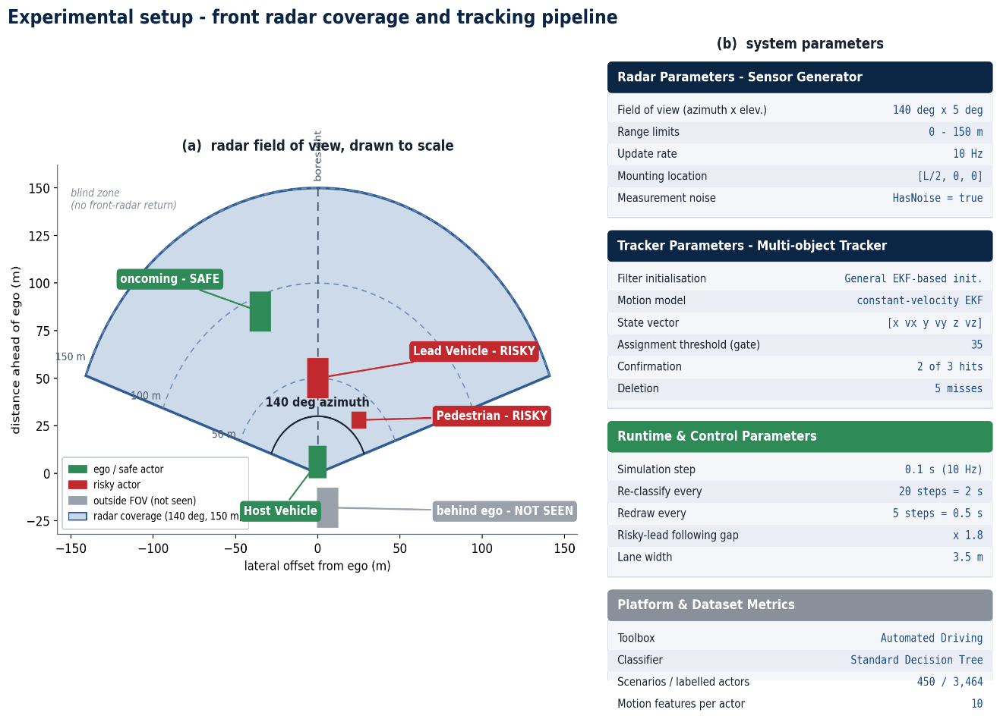 Experimental setup - front radar coverage and tracking pipeline
(a)  radar field of view, drawn to scale
boresight
blind zone
(no front-radar return)
oncoming - SAFE
Lead Vehicle - RISKY
140 deg azimuth
Pedestrian - RISKY
150 m
100 m
50 m
Host Vehicle
behind ego - NOT SEEN
ego / safe actor
risky actor
outside FOV (not seen)
radar coverage (140 deg, 150 m
distance ahead of ego (m)
150
125
100
75
50
25
0
−25
−150
−100
−50
0
50
100
150
lateral offset from ego (m)
(b)  system parameters
Radar Parameters - Sensor Generator
Field of view (azimuth x elev.) 140 deg x 5 deg
Range limits 0 - 150 m
Update rate 10 Hz
Mounting location [L/2, 0, 0]
Measurement noise HasNoise = true
Tracker Parameters - Multi-object Tracker
Filter initialisation General EKF-based init.
Motion model constant-velocity EKF
State vector [x vx y vy z vz]
Assignment threshold (gate) 35
Confirmation 2 of 3 hits
Deletion 5 misses
Runtime & Control Parameters
Simulation step 0.1 s (10 Hz)
Re-classify every 20 steps = 2 s
Redraw every 5 steps = 0.5 s
Risky-lead following gap x 1.8
Lane width 3.5 m
Platform & Dataset Metrics
Toolbox Automated Driving
Classifier Standard Decision Tree
Scenarios / labelled actors 450 / 3,464
Motion features per actor 10